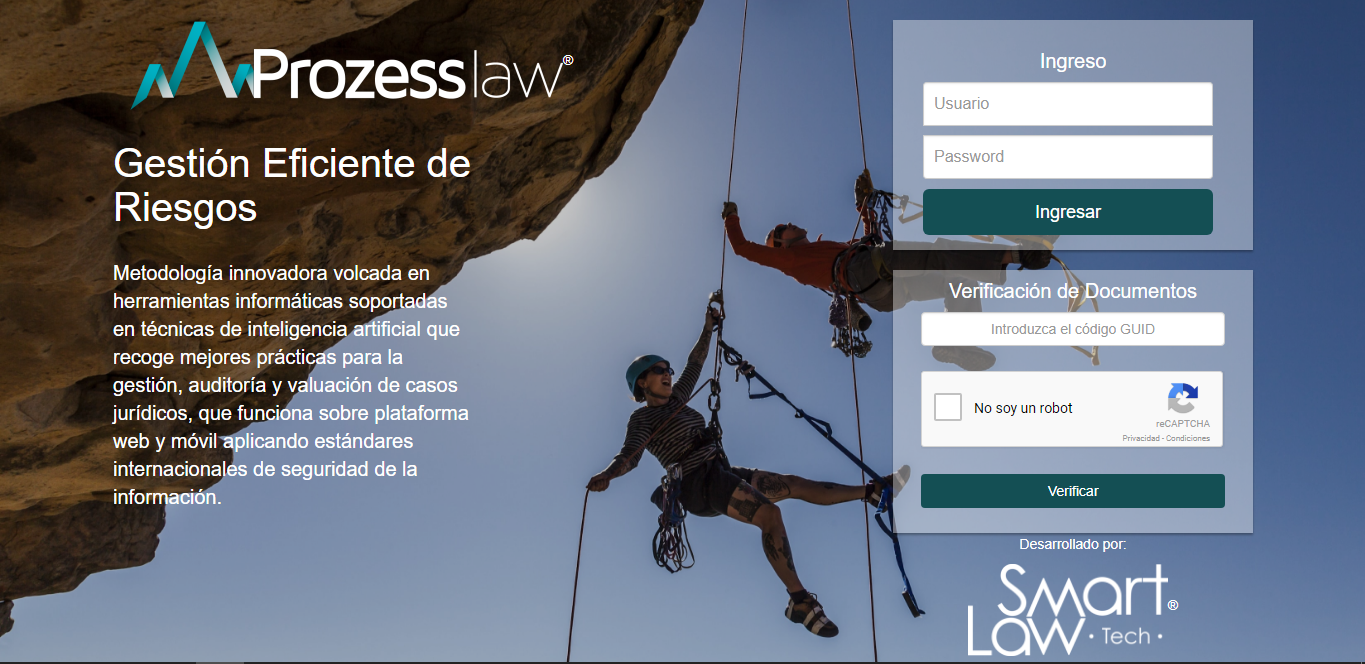 Prozesslaw®
Gestión Eficiente de
Riesgos
Metodología innovadora volcada en
herramientas informáticas soportadas
en técnicas de inteligencia artificial que
recoge mejores prácticas para la
gestión, auditoría y valuación de casos
jurídicos, que funciona sobre plataforma
web y móvil aplicando estándares
internacionales de seguridad de la
información.
Ingreso
Usuario
Password
Ingresar
Verificación de Documentos
Introduzca el código GUID
No soy un robot
reCAPTCHA
Privacidad - Condiciones
Verificar
Desarrollado por:
Smart®
Law • Tech •